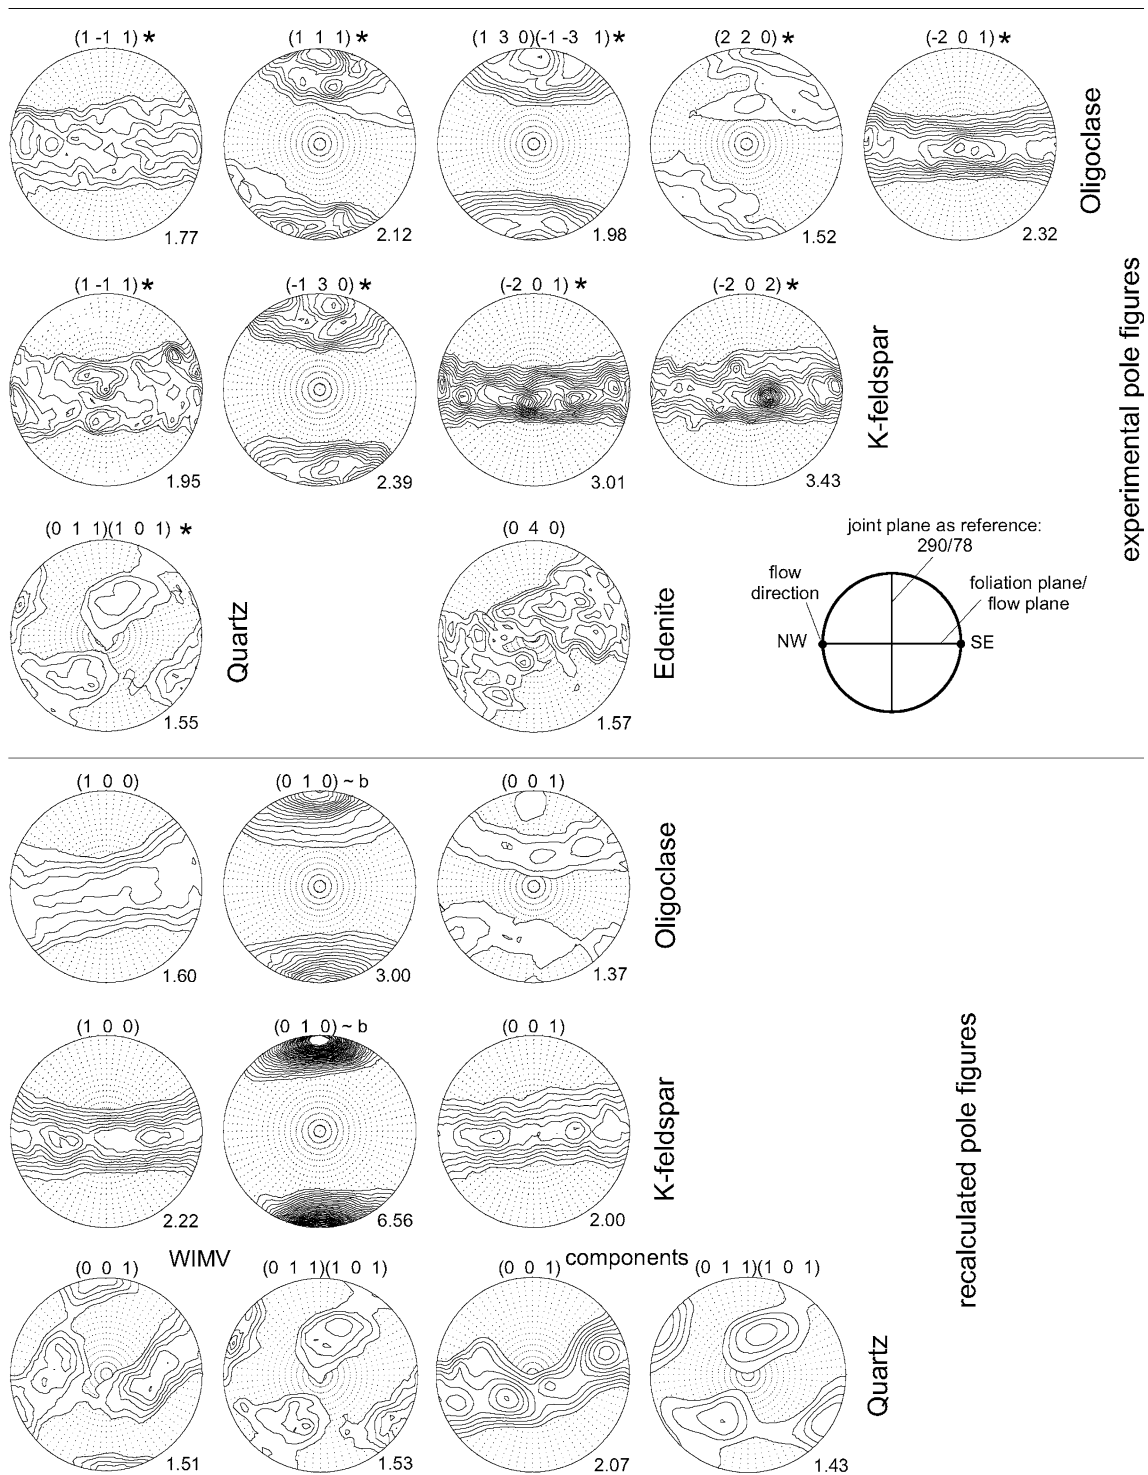 (1 -1 1) * (1 1 1) * (1 3 0)(-1 -3 1) * (2 2 0) * (-2 0 1) *
1.77 2.12 1.98 1.52 2.32
Oligoclase
(1 -1 1) * (-1 3 0) * (-2 0 1) * (-2 0 2) *
1.95 2.39 3.01 3.43
K-feldspar
experimental pole figures
(0 1 1)(1 0 1) * (0 4 0)
1.55 1.57
Quartz
Edenite
joint plane as reference:
290/78
flow
direction
foliation plane/
flow plane
NW
SE
(1 0 0) (0 1 0) ~ b (0 0 1)
1.60 3.00 1.37
Oligoclase
(1 0 0) (0 1 0) ~ b (0 0 1)
2.22 6.56 2.00
K-feldspar
recalculated pole figures
WIMV components
(0 0 1) (0 1 1)(1 0 1) (0 0 1) (0 1 1)(1 0 1)
1.51 1.53 2.07 1.43
Quartz